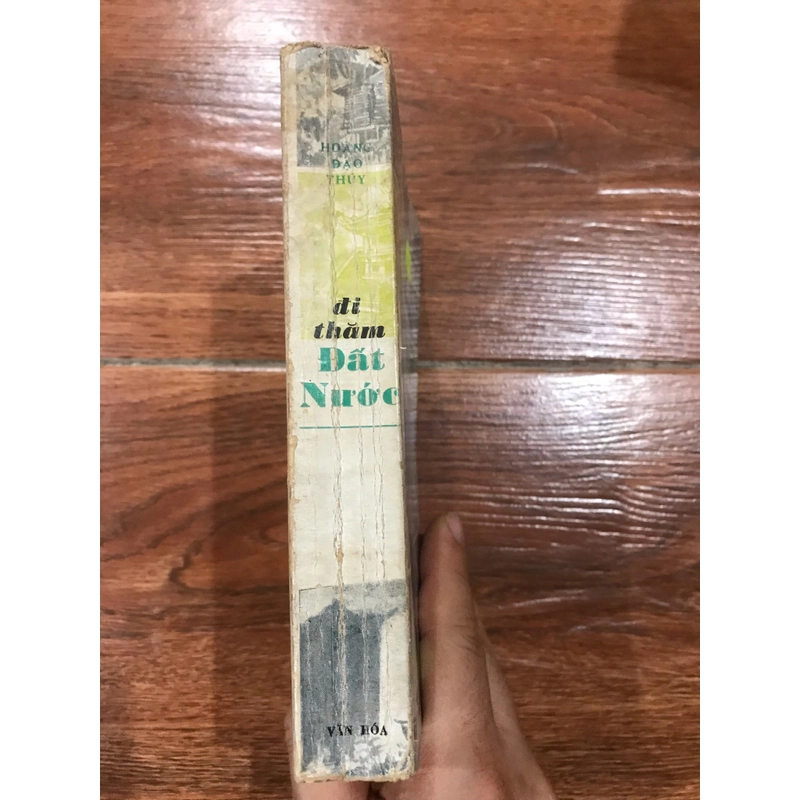 HOÀNG
ĐẠO
THÚY
đi
thăm
Đất
Nước
VĂN HÓA